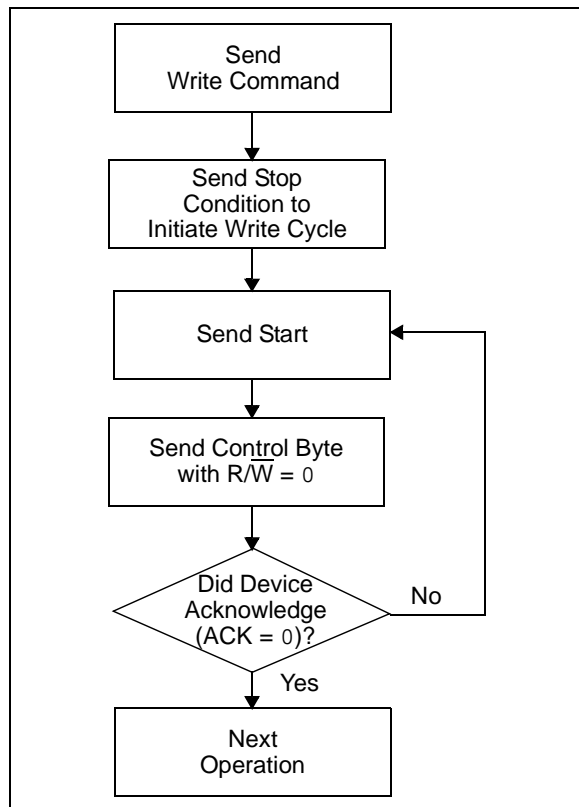 Send
Write Command
Send Stop
Condition to
Initiate Write Cycle
Send Start
Send Control Byte
with R/W̅ = 0
Did Device
Acknowledge
(ACK = 0)?
No
Yes
Next
Operation